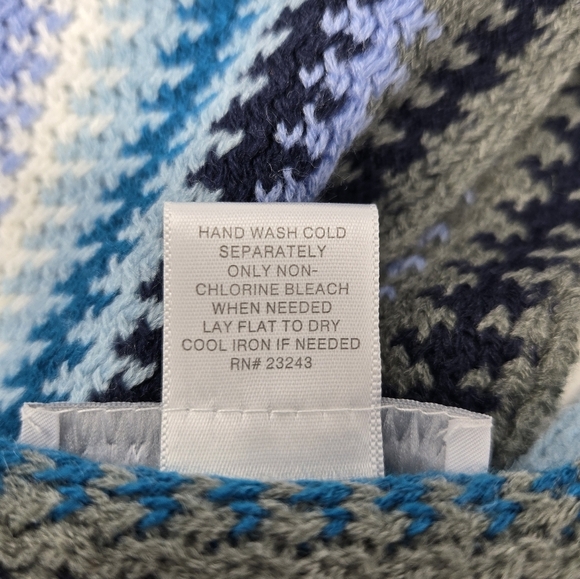 HAND WASH COLD
SEPARATELY
ONLY NON-
CHLORINE BLEACH
WHEN NEEDED
LAY FLAT TO DRY
COOL IRON IF NEEDED
RN# 23243